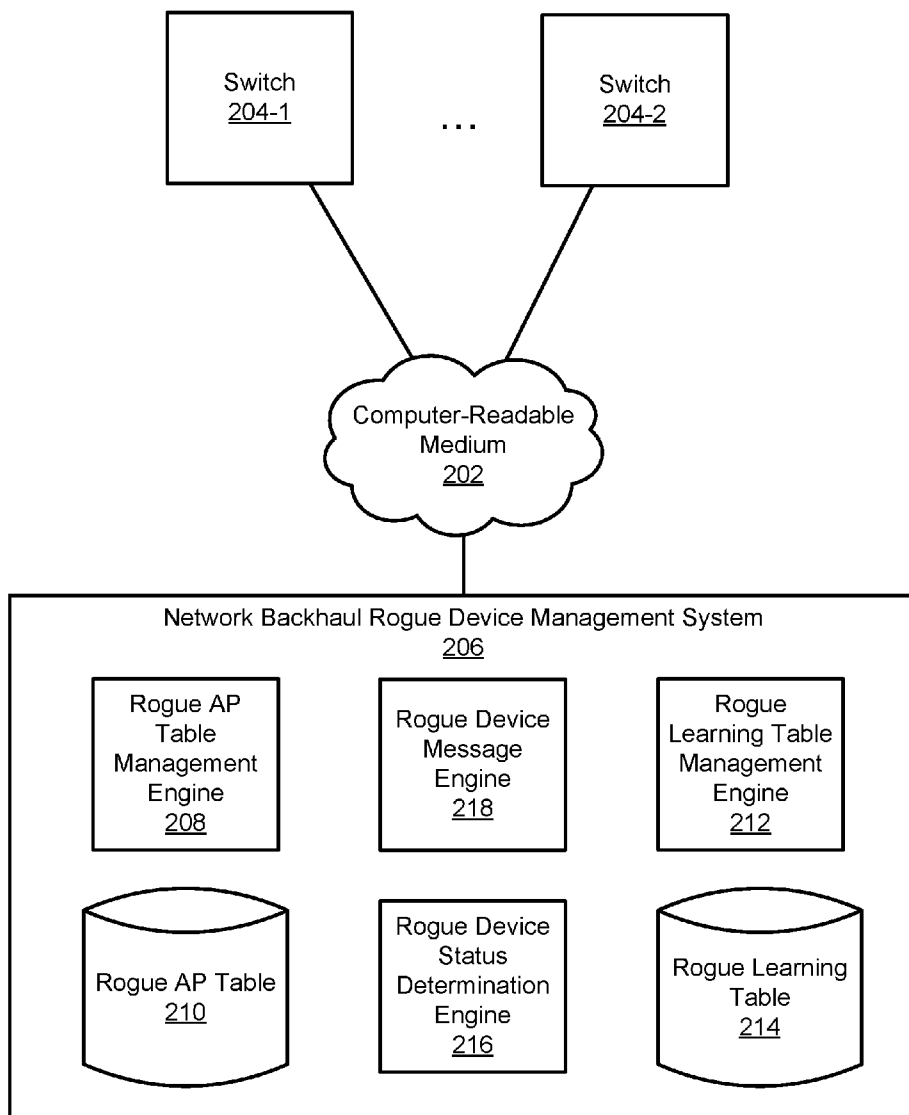 Switch
204-1
...
Switch
204-2
Computer-Readable
Medium
202
Network Backhaul Rogue Device Management System
206
Rogue AP
Table
Management
Engine
208
Rogue Device
Message
Engine
218
Rogue
Learning Table
Management
Engine
212
Rogue AP Table
210
Rogue Device
Status
Determination
Engine
216
Rogue Learning
Table
214